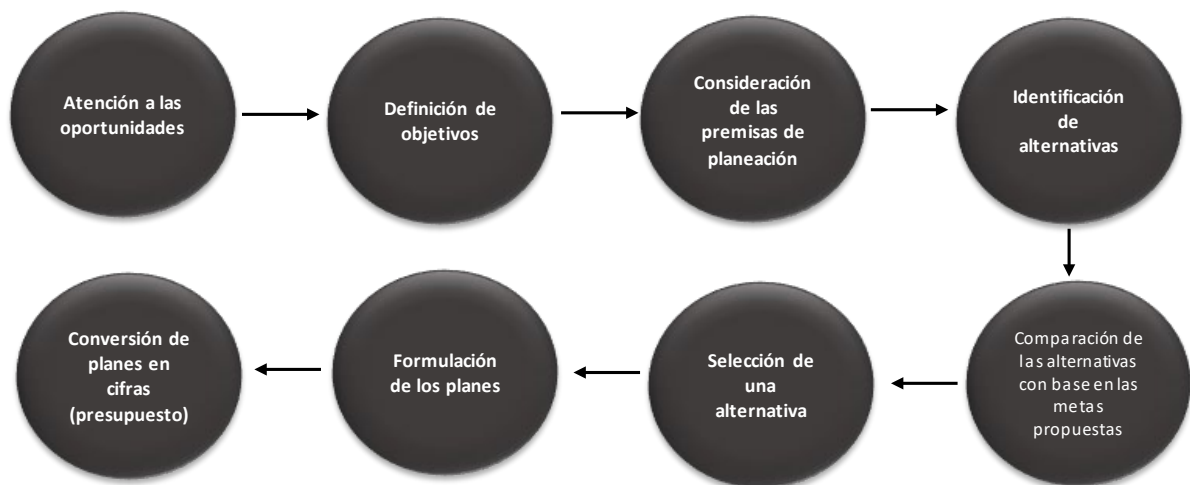 Atención a las
oportunidades
Definición de
objetivos
Consideración
de las
premisas de
planeación
Identificación
de
alternativas
Comparación de
las alternativas
con base en las
metas
propuestas
Selección de
una
alternativa
Formulación
de los planes
Conversión de
planes en
cifras
(presupuesto)